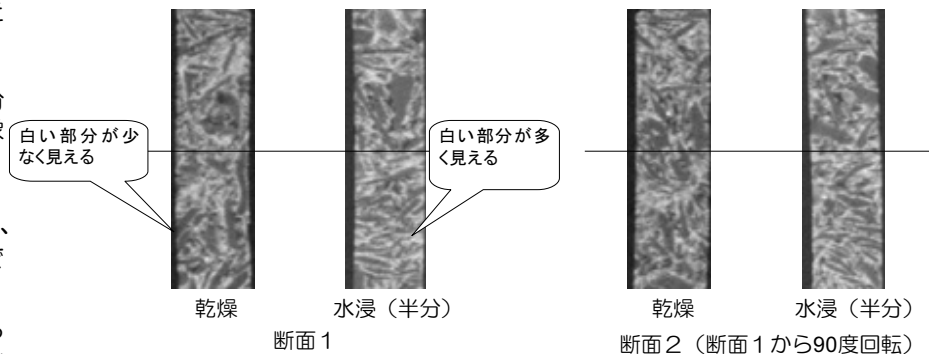 白い部分が少
なく見える
白い部分が多
く見える
乾燥
水浸（半分）
乾燥
水浸（半分）
断面１
断面２（断面１から90度回転）